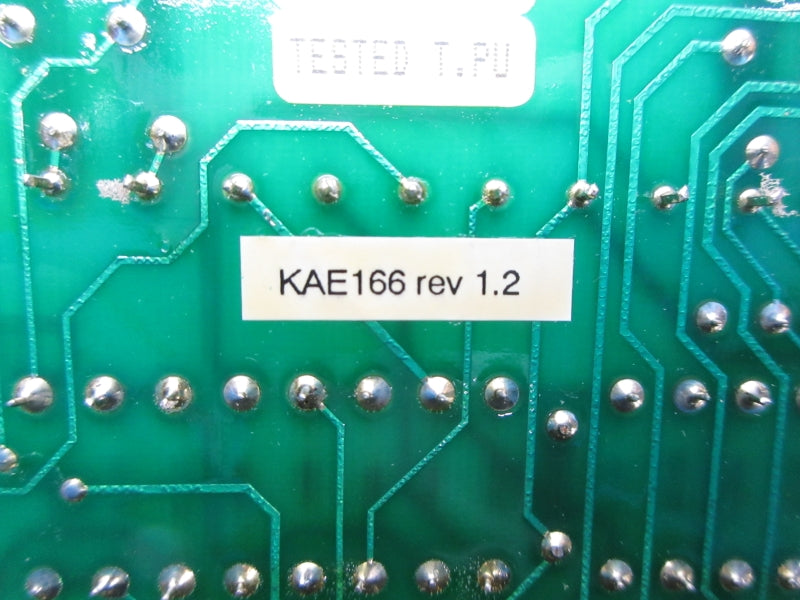 TESTED T.PU
KAE166 rev 1.2